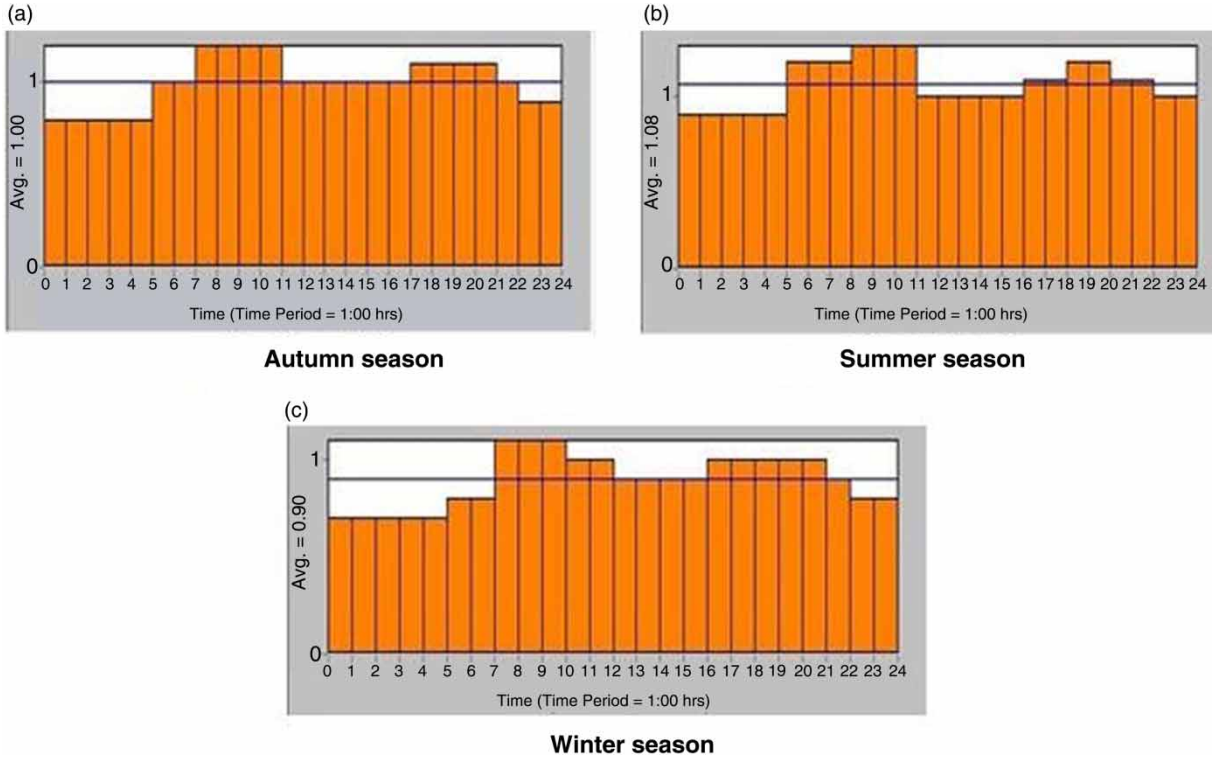 (a)
1
0
Avg. = 1.00
0 1 2 3 4 5 6 7 8 9 10 11 12 13 14 15 16 17 18 19 20 21 22 23 24
Time (Time Period = 1:00 hrs)
Autumn season
(b)
1
0
Avg. = 1.08
0 1 2 3 4 5 6 7 8 9 10 11 12 13 14 15 16 17 18 19 20 21 22 23 24
Time (Time Period = 1:00 hrs)
Summer season
(c)
1
0
Avg. = 0.90
0 1 2 3 4 5 6 7 8 9 10 11 12 13 14 15 16 17 18 19 20 21 22 23 24
Time (Time Period = 1:00 hrs)
Winter season